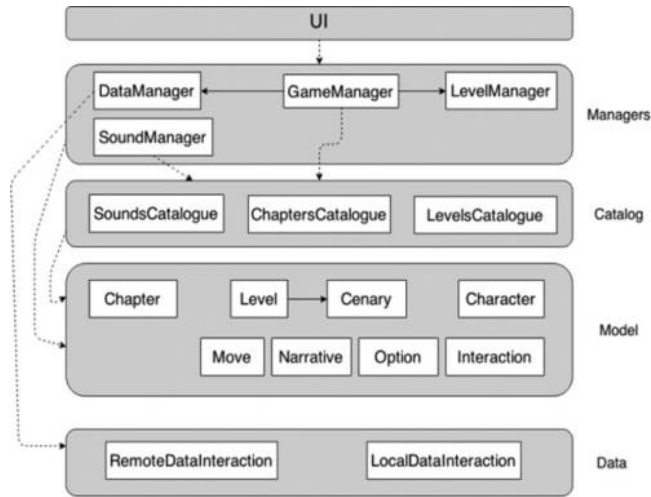 UI
DataManager
GameManager
LevelManager
SoundManager
Managers
SoundsCatalogue
ChaptersCatalogue
LevelsCatalogue
Catalog
Chapter
Level
Cenary
Character
Model
Move
Narrative
Option
Interaction
RemoteDataInteraction
LocalDataInteraction
Data